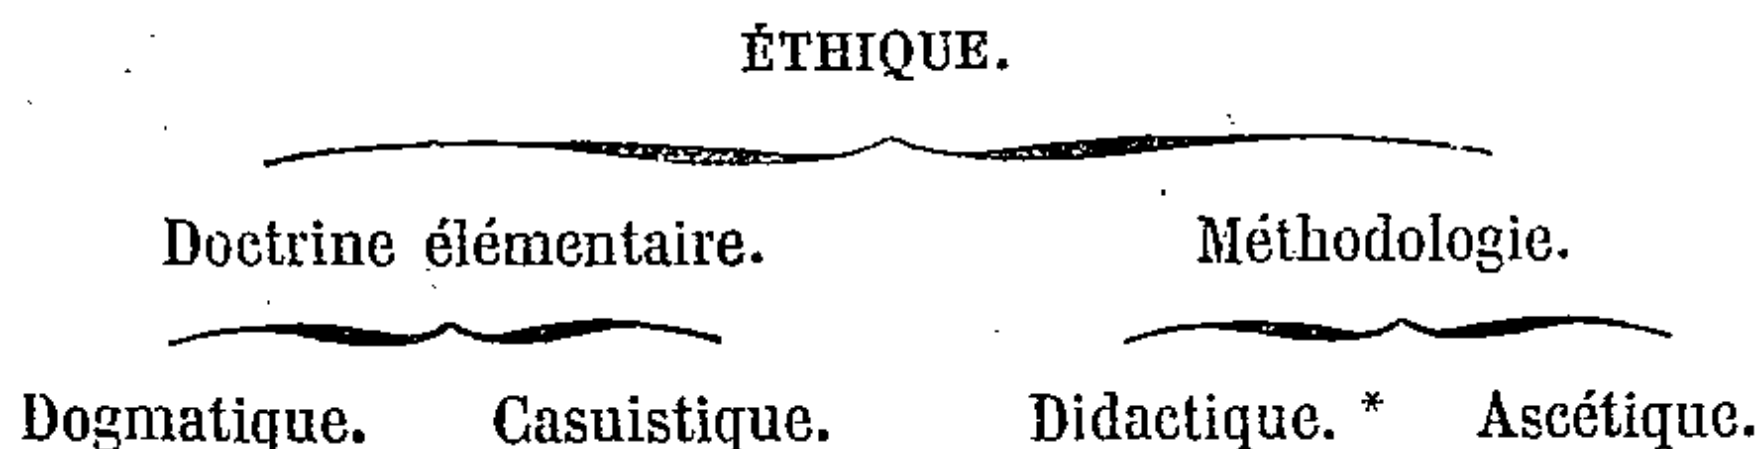 ÉTHIQUE.
Doctrine élémentaire. Méthodologie.
Dogmatique. Casuistique. Didactique. * Ascétique.